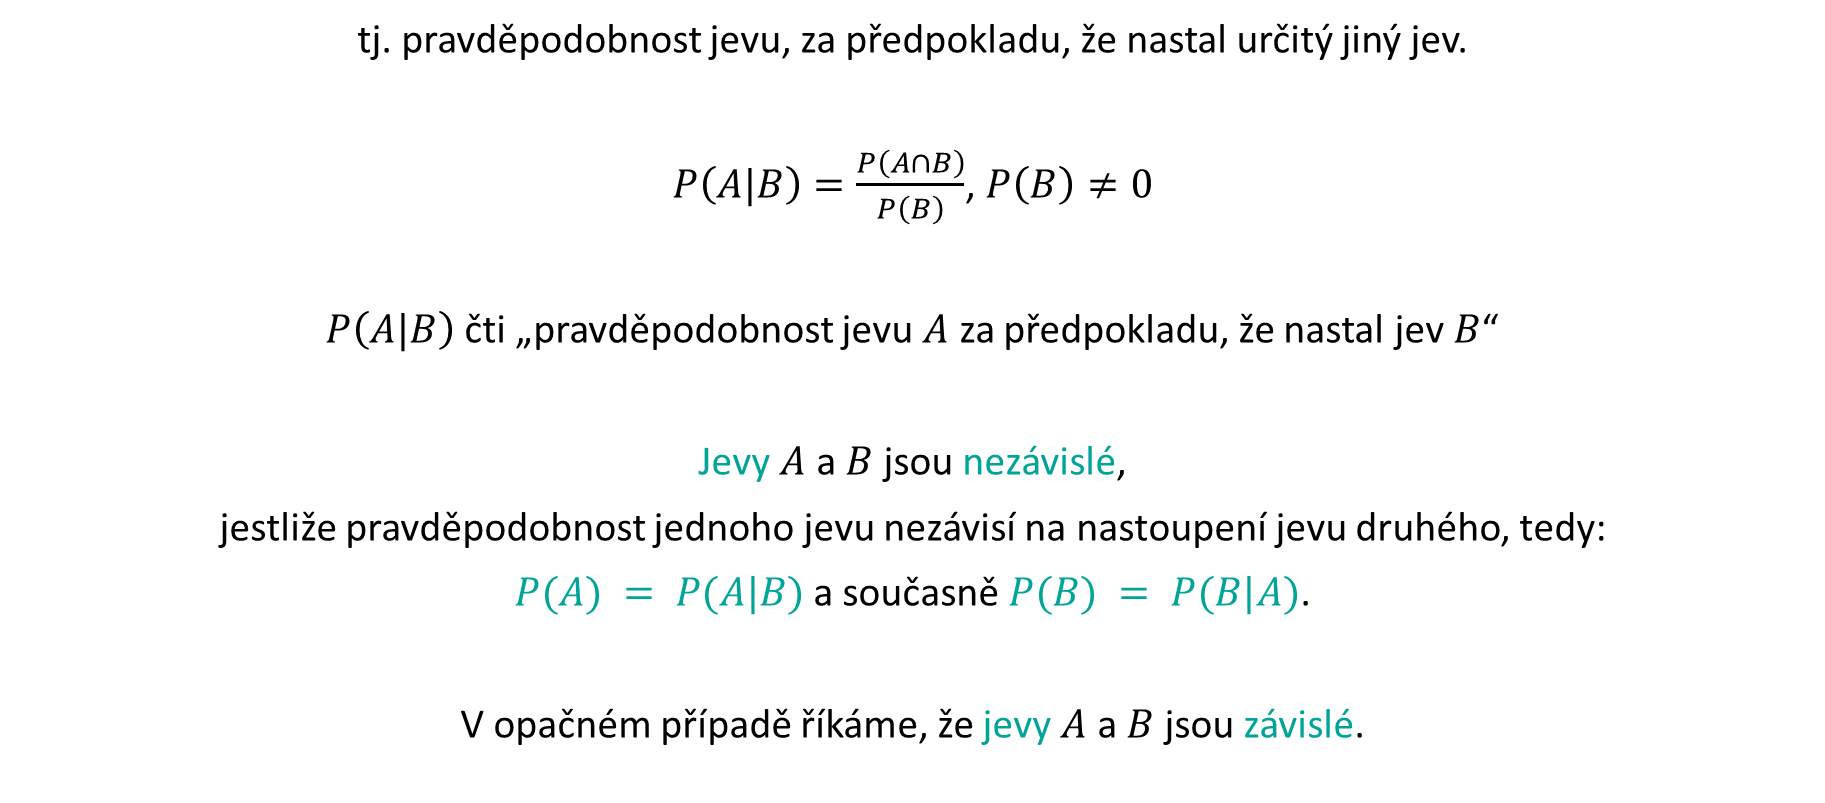 tj. pravděpodobnost jevu, za předpokladu, že nastal určitý jiný jev.
P(A|B) = P(A∩B)/P(B), P(B) ≠ 0
P(A|B) čti „pravděpodobnost jevu A za předpokladu, že nastal jev B“
Jevy A a B jsou nezávislé,
jestliže pravděpodobnost jednoho jevu nezávisí na nastoupení jevu druhého, tedy:
P(A) = P(A|B) a současně P(B) = P(B|A).
V opačném případě říkáme, že jevy A a B jsou závislé.